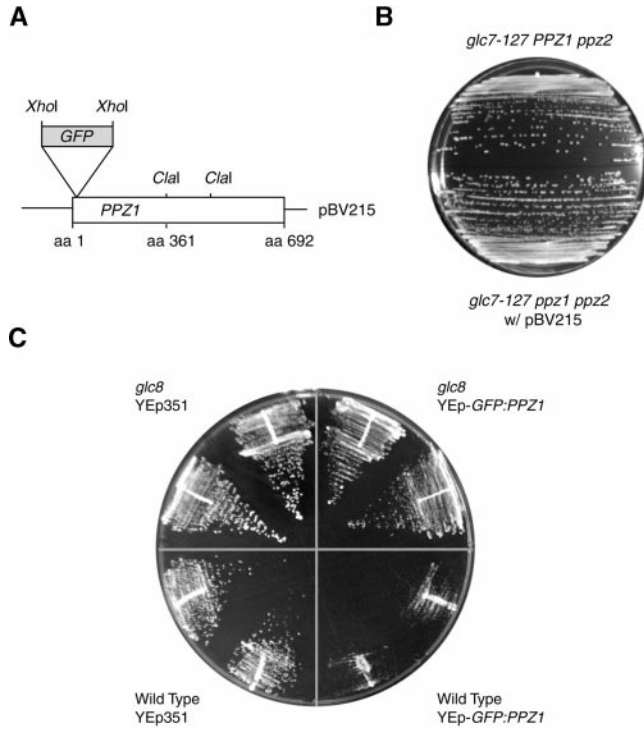 A
XhoI
XhoI
GFP
ClaI
ClaI
PPZ1
pBV215
aa 1
aa 361
aa 692
B
glc7-127 PPZ1 ppz2
glc7-127 ppz1 ppz2
w/ pBV215
C
glc8
YEp351
glc8
YEp-GFP:PPZ1
Wild Type
YEp351
Wild Type
YEp-GFP:PPZ1